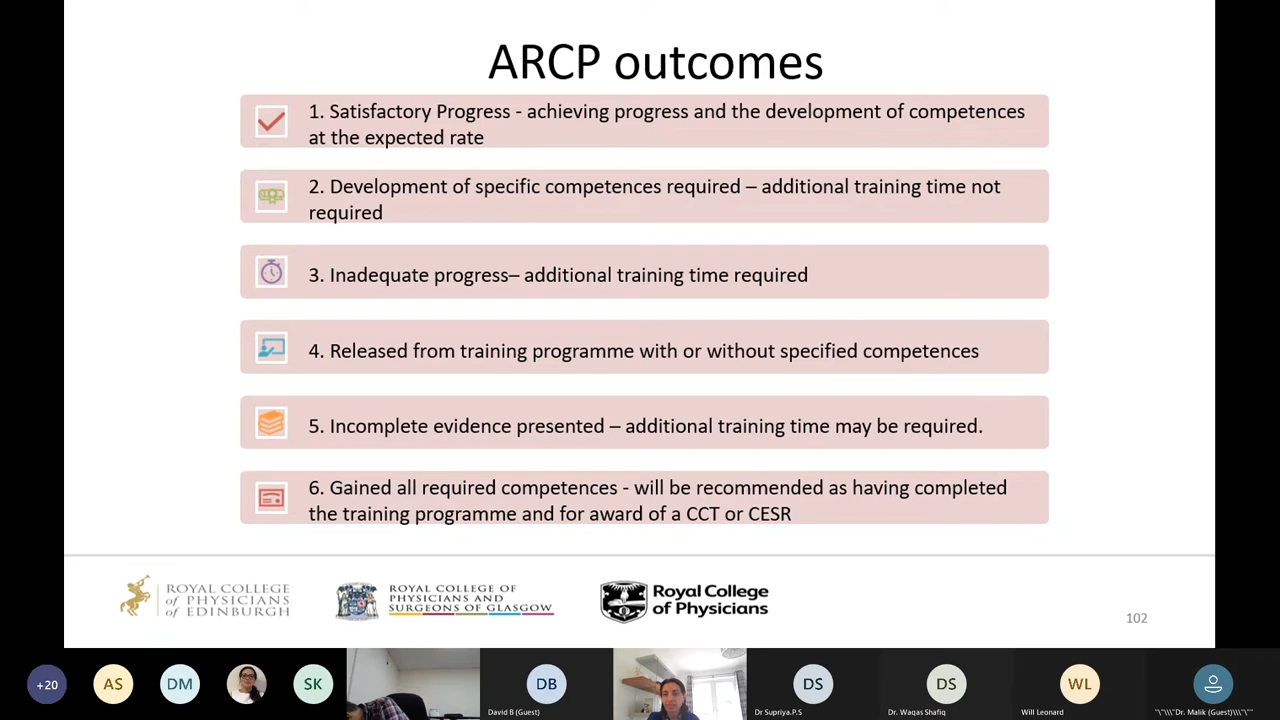 ARCP outcomes
1. Satisfactory Progress - achieving progress and the development of competences
at the expected rate
2. Development of specific competences required – additional training time not
required
3. Inadequate progress– additional training time required
4. Released from training programme with or without specified competences
5. Incomplete evidence presented – additional training time may be required.
6. Gained all required competences - will be recommended as having completed
the training programme and for award of a CCT or CESR
ROYAL COLLEGE
of PHYSICIANS
of EDINBURGH
ROYAL COLLEGE OF
PHYSICIANS AND
SURGEONS OF GLASGOW
Royal College
of Physicians
102
+20
AS
DM
SK
DB
David B (Guest)
DS
Dr Supriya.P.S
DS
Dr. Waqas Shafiq
WL
Will Leonard
"\"\\\"Dr. Malik (Guest)\\\"\""